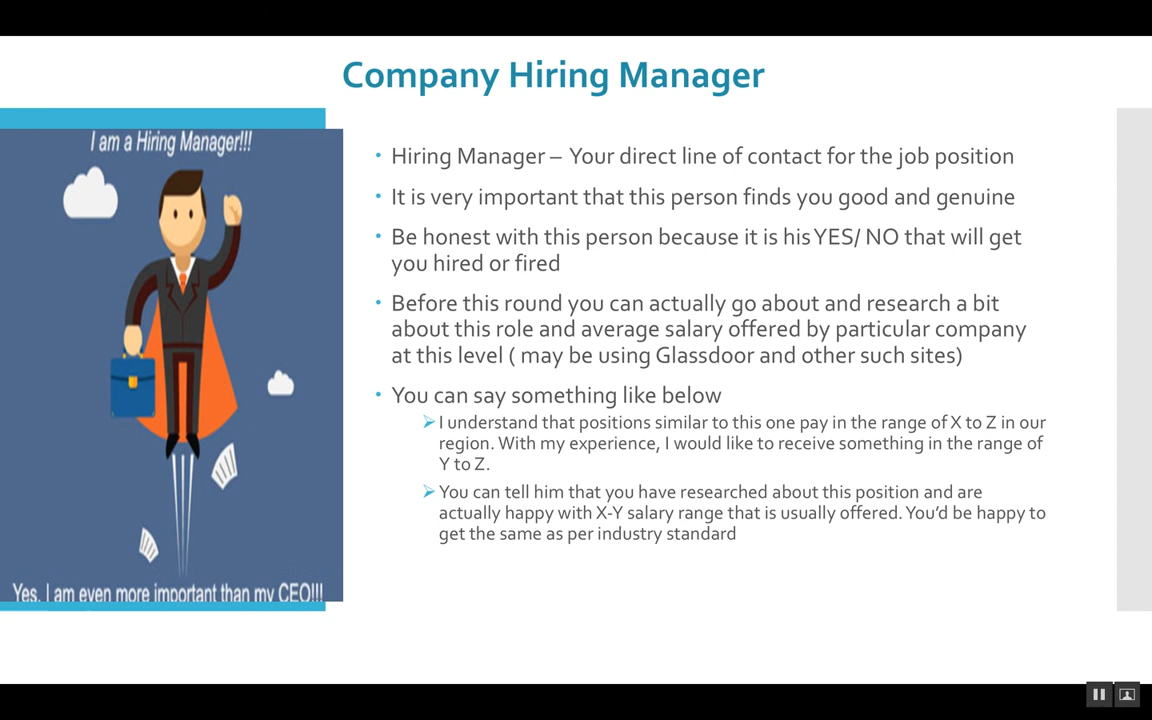 Company Hiring Manager
I am a Hiring Manager!!!
Yes, I am even more important than my CEO!!!
• Hiring Manager – Your direct line of contact for the job position
• It is very important that this person finds you good and genuine
• Be honest with this person because it is his YES/ NO that will get
you hired or fired
• Before this round you can actually go about and research a bit
about this role and average salary offered by particular company
at this level ( may be using Glassdoor and other such sites)
• You can say something like below
➢ I understand that positions similar to this one pay in the range of X to Z in our
region. With my experience, I would like to receive something in the range of
Y to Z.
➢ You can tell him that you have researched about this position and are
actually happy with X-Y salary range that is usually offered. You’d be happy to
get the same as per industry standard